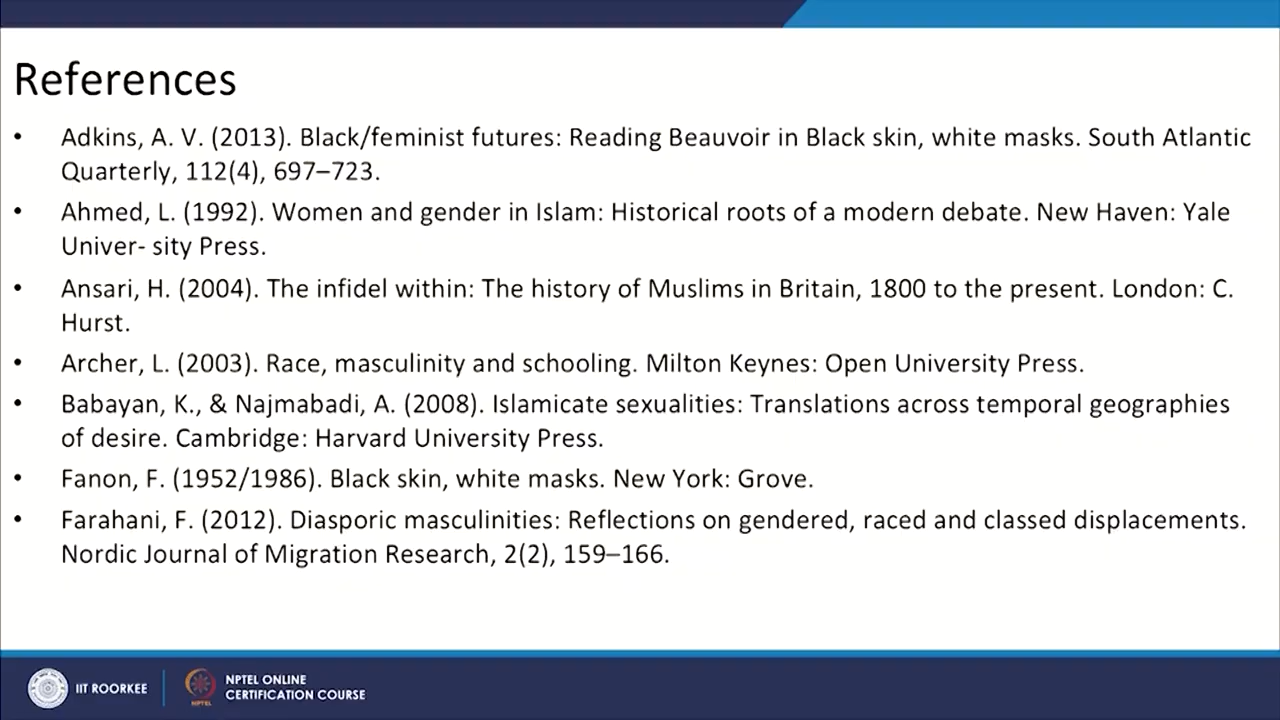 References
• Adkins, A. V. (2013). Black/feminist futures: Reading Beauvoir in Black skin, white masks. South Atlantic
Quarterly, 112(4), 697–723.
• Ahmed, L. (1992). Women and gender in Islam: Historical roots of a modern debate. New Haven: Yale
Univer- sity Press.
• Ansari, H. (2004). The infidel within: The history of Muslims in Britain, 1800 to the present. London: C.
Hurst.
• Archer, L. (2003). Race, masculinity and schooling. Milton Keynes: Open University Press.
• Babayan, K., & Najmabadi, A. (2008). Islamicate sexualities: Translations across temporal geographies
of desire. Cambridge: Harvard University Press.
• Fanon, F. (1952/1986). Black skin, white masks. New York: Grove.
• Farahani, F. (2012). Diasporic masculinities: Reflections on gendered, raced and classed displacements.
Nordic Journal of Migration Research, 2(2), 159–166.
IIT ROORKEE
NPTEL
NPTEL ONLINE
CERTIFICATION COURSE